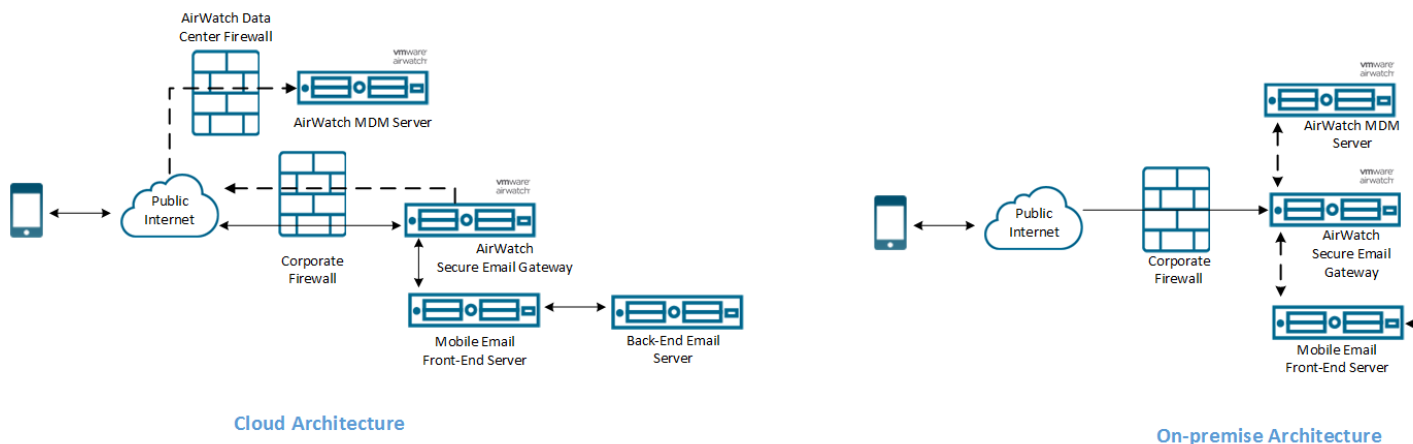 AirWatch Data
Center Firewall
vmware
airwatch
AirWatch MDM Server
Public
Internet
Corporate
Firewall
vmware
airwatch
AirWatch
Secure Email Gateway
Mobile Email
Front-End Server
Back-End Email
Server
Cloud Architecture
vmware
airwatch
AirWatch MDM
Server
Public
Internet
Corporate
Firewall
vmware
airwatch
AirWatch
Secure Email
Gateway
Mobile Email
Front-End Server
On-premise Architecture